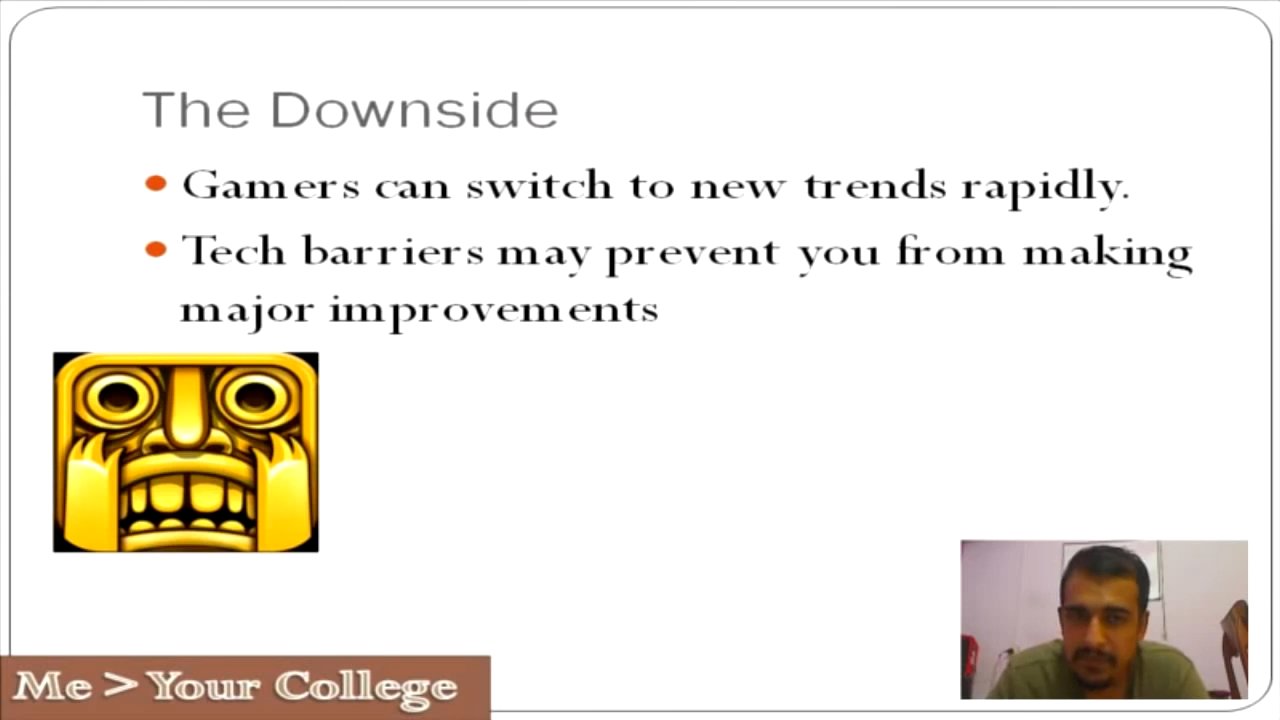 The Downside
Gamers can switch to new trends rapidly.
Tech barriers may prevent you from making
major improvements
Me > Your College